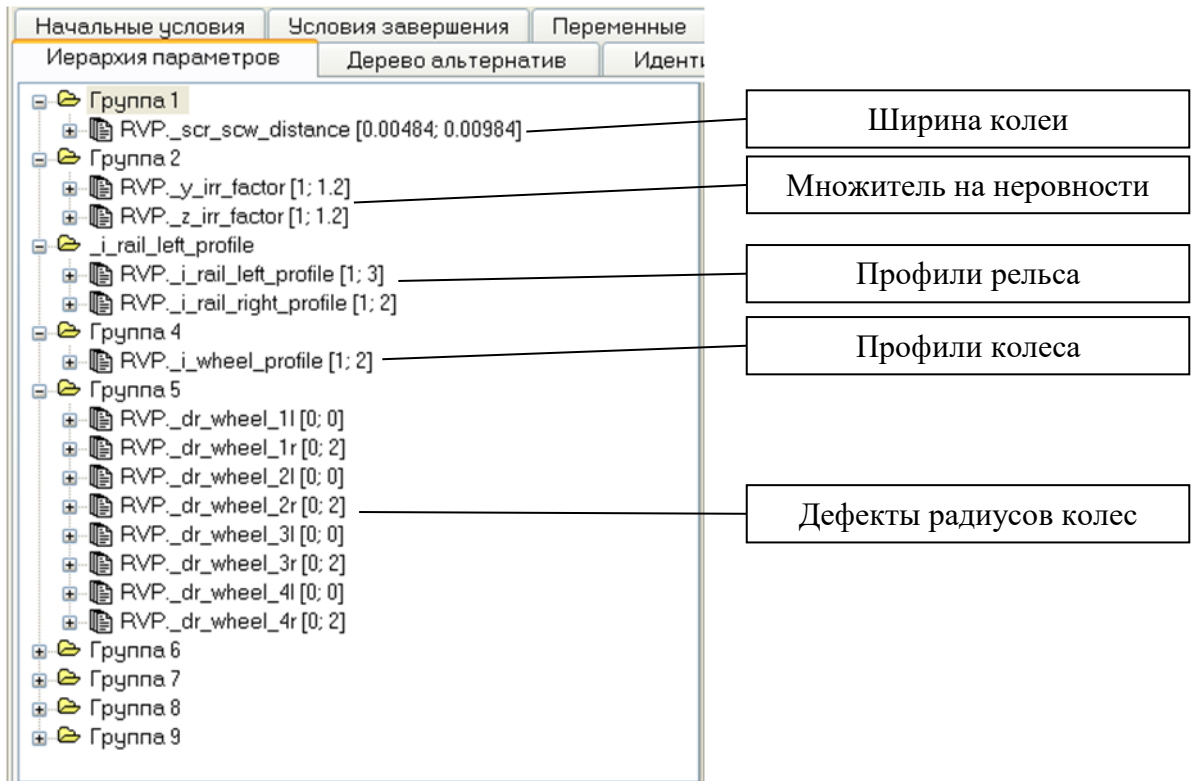 Начальные условия Условия завершения Переменные
Иерархия параметров Дерево альтернатив Иденти
Группа 1
RVP._scr_scw_distance [0.00484; 0.00984]
Ширина колеи
Группа 2
RVP._y_irr_factor [1; 1.2]
Множитель на неровности
RVP._z_irr_factor [1; 1.2]
_i_rail_left_profile
RVP._i_rail_left_profile [1; 3]
Профили рельса
RVP._i_rail_right_profile [1; 2]
Группа 4
RVP._i_wheel_profile [1; 2]
Профили колеса
Группа 5
RVP._dr_wheel_1l [0; 0]
RVP._dr_wheel_1r [0; 2]
RVP._dr_wheel_2l [0; 0]
RVP._dr_wheel_2r [0; 2]
Дефекты радиусов колес
RVP._dr_wheel_3l [0; 0]
RVP._dr_wheel_3r [0; 2]
RVP._dr_wheel_4l [0; 0]
RVP._dr_wheel_4r [0; 2]
Группа 6
Группа 7
Группа 8
Группа 9